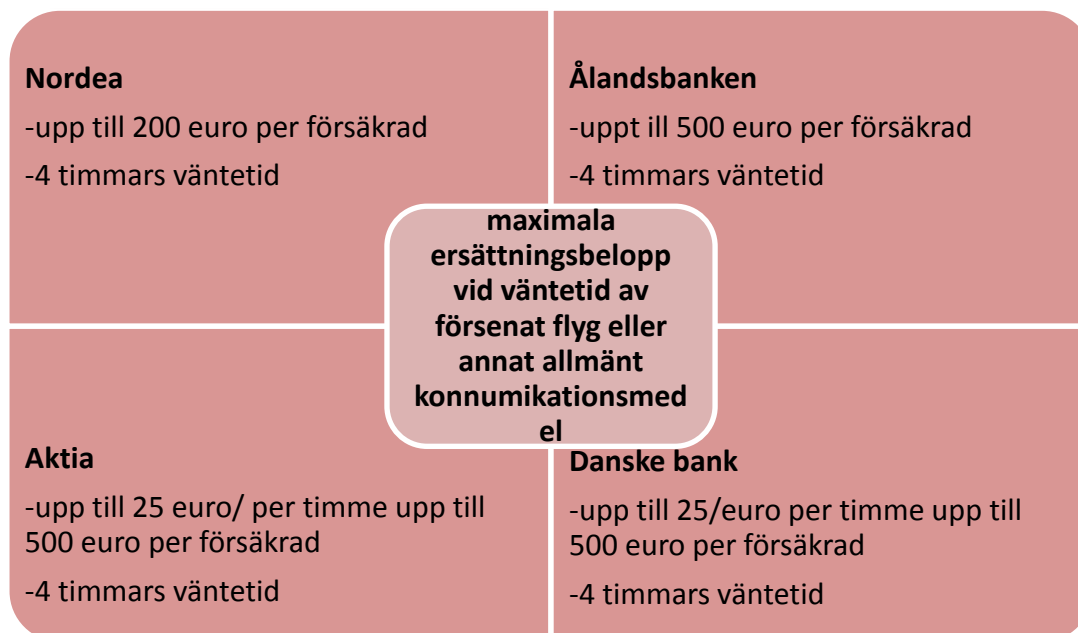 Nordea
-upp till 200 euro per försäkrad
-4 timmars väntetid
Ålandsbanken
-uppt ill 500 euro per försäkrad
-4 timmars väntetid
maximala
ersättningsbelopp
vid väntetid av
försenat flyg eller
annat allmänt
konnumikationsmed
el
Aktia
-upp till 25 euro/ per timme upp till
500 euro per försäkrad
-4 timmars väntetid
Danske bank
-upp till 25/euro per timme upp till
500 euro per försäkrad
-4 timmars väntetid